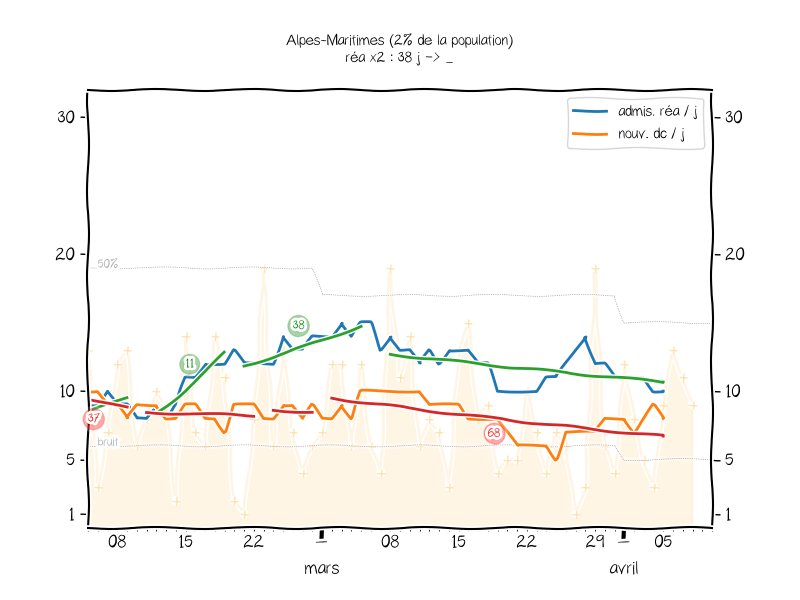 Alpes-Maritimes (2% de la population)
réa x2 : 38 j -> _
admis. réa / j
nouv. dc / j
30
30
20
20
50%
38
11
10
10
37
68
bruit
5
5
1
1
08 15 22 1 08 15 22 29 1 05
mars avril